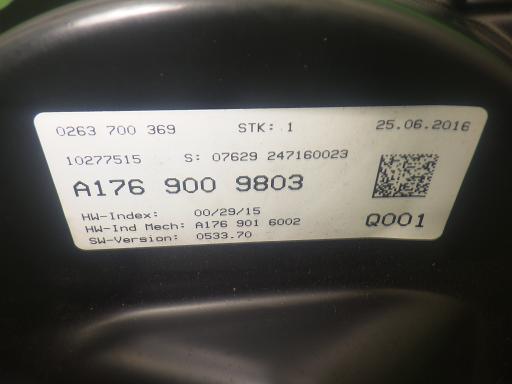 0263 700 369 STK: 1 25.06.2016
10277515 S: 07629 247160023
A176 900 9803
HW-Index: 00/29/15
HW-Ind Mech: A176 901 6002
SW-Version: 0533.70
Q001